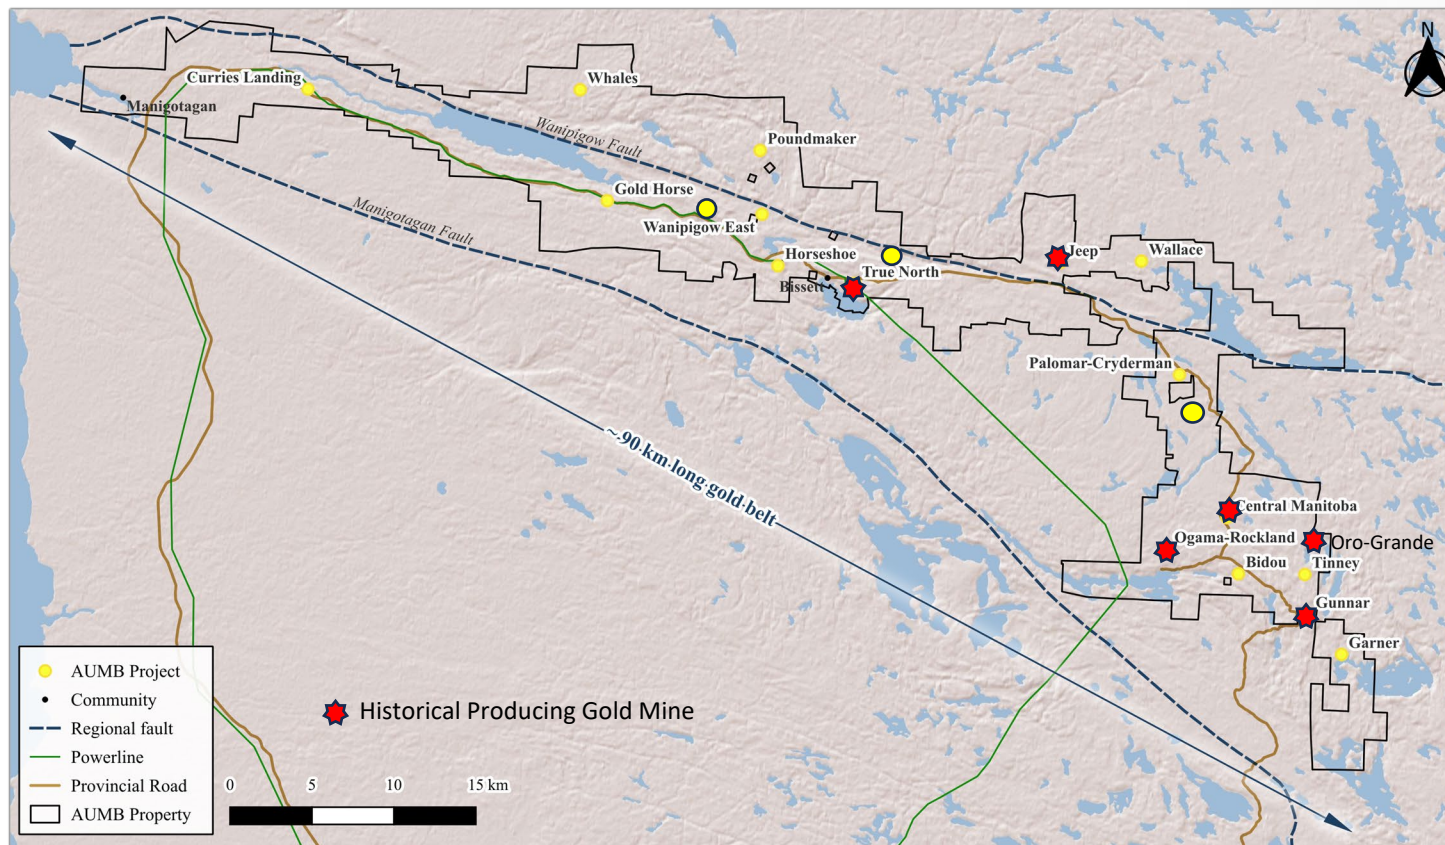 N
Curries Landing
Whales
Manigotagan
Wanipigow Fault
Poundmaker
Gold Horse
Manigotagan Fault
Wanipigow East
Horseshoe
Jeep
Wallace
True North
Bissett
Palomar-Cryderman
~ 90 km long gold belt
Central Manitoba
Ogama-Rockland
Oro-Grande
Bidou
Tinney
Gunnar
Garner
AUMB Project
Community
Regional fault
Powerline
Provincial Road
AUMB Property
Historical Producing Gold Mine
0 5 10 15 km